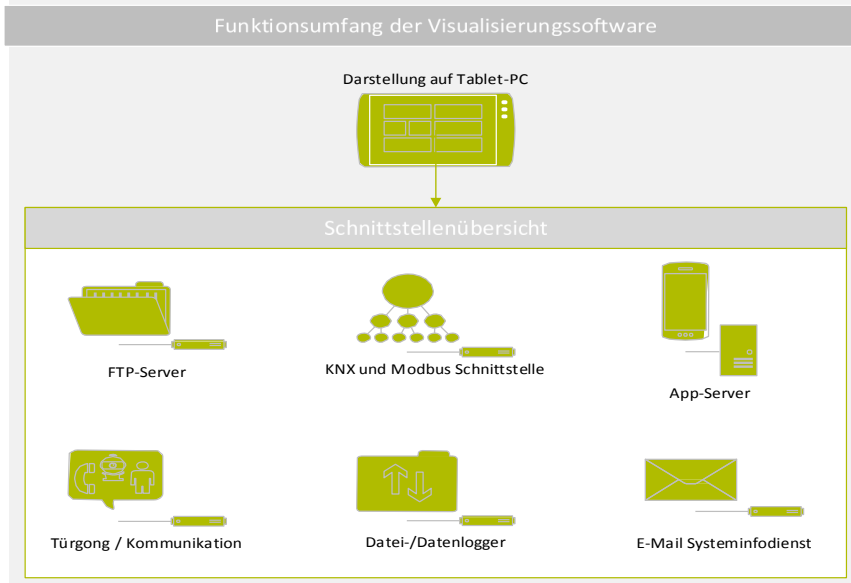 Funktionsumfang der Visualisierungssoftware
Darstellung auf Tablet-PC
Schnittstellenübersicht
FTP-Server
KNX und Modbus Schnittstelle
App-Server
Türgong / Kommunikation
Datei-/Datenlogger
E-Mail Systeminfodienst